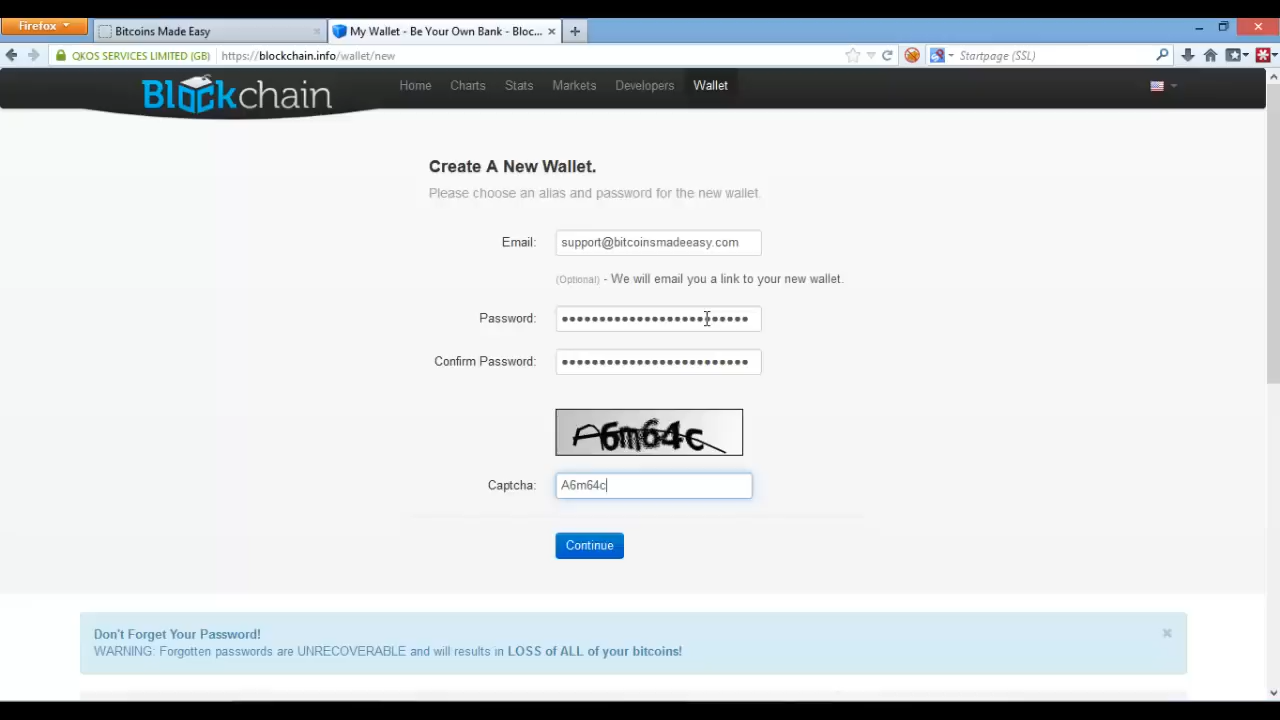 Firefox
Bitcoins Made Easy
My Wallet - Be Your Own Bank - Bloc...
QKOS SERVICES LIMITED (GB)
https://blockchain.info/wallet/new
Startpage (SSL)
Blockchain
Home
Charts
Stats
Markets
Developers
Wallet
Create A New Wallet.
Please choose an alias and password for the new wallet.
Email: support@bitcoinsmadeeasy.com
(Optional) - We will email you a link to your new wallet.
Password:
Confirm Password:
A6m64c
Captcha: A6m64c
Continue
Don't Forget Your Password!
WARNING: Forgotten passwords are UNRECOVERABLE and will results in LOSS of ALL of your bitcoins!